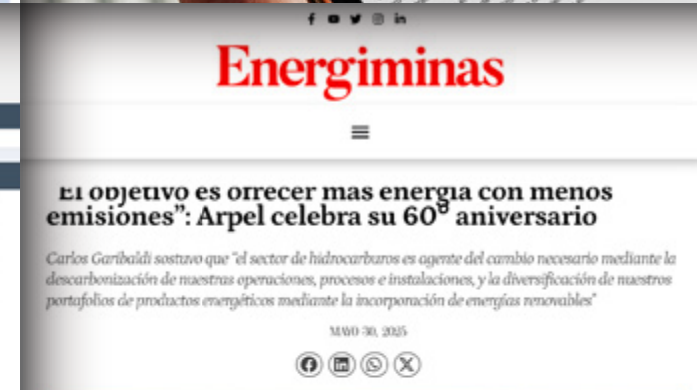 Energiminas
“El objetivo es ofrecer más energía con menos
emisiones”: Arpel celebra su 60º aniversario
Carlos Garibaldi sostuvo que “el sector de hidrocarburos es agente del cambio necesario mediante la
descarbonización de nuestras operaciones, procesos e instalaciones, y la diversificación de nuestros
portafolios de productos energéticos mediante la incorporación de energías renovables”
MAYO 30, 2025